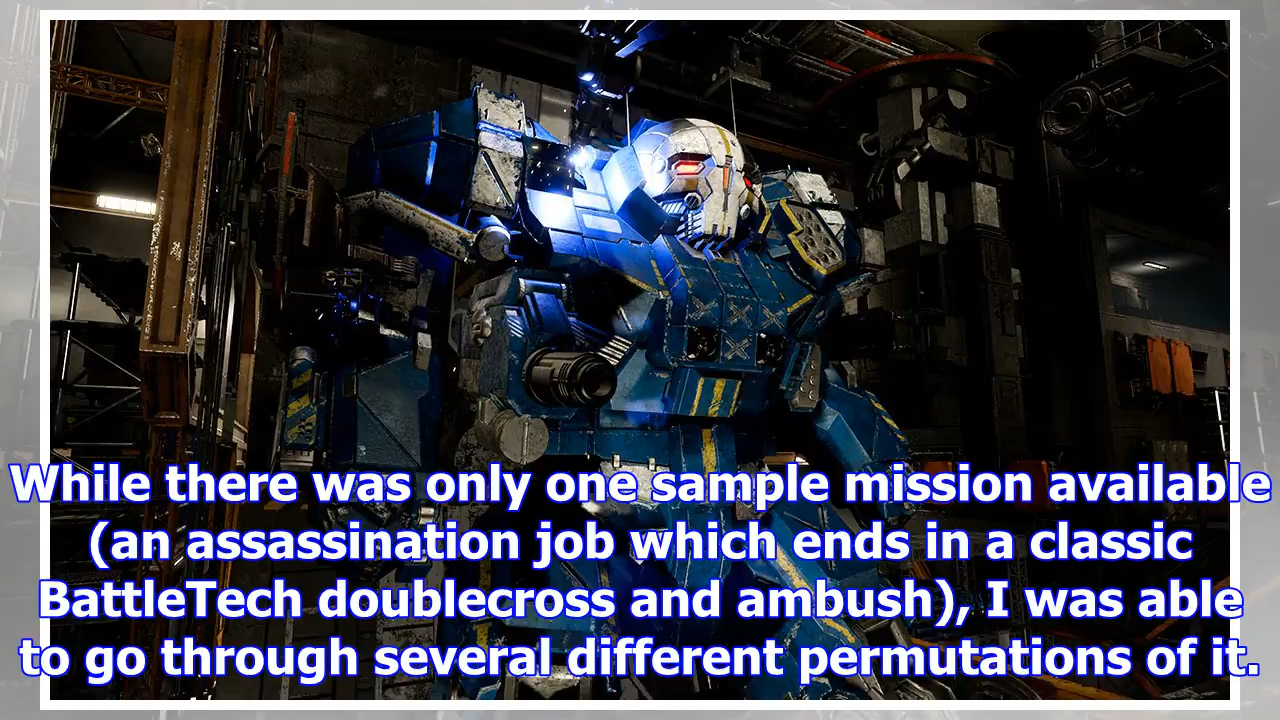 While there was only one sample mission available
(an assassination job which ends in a classic
BattleTech doublecross and ambush), I was able
to go through several different permutations of it.